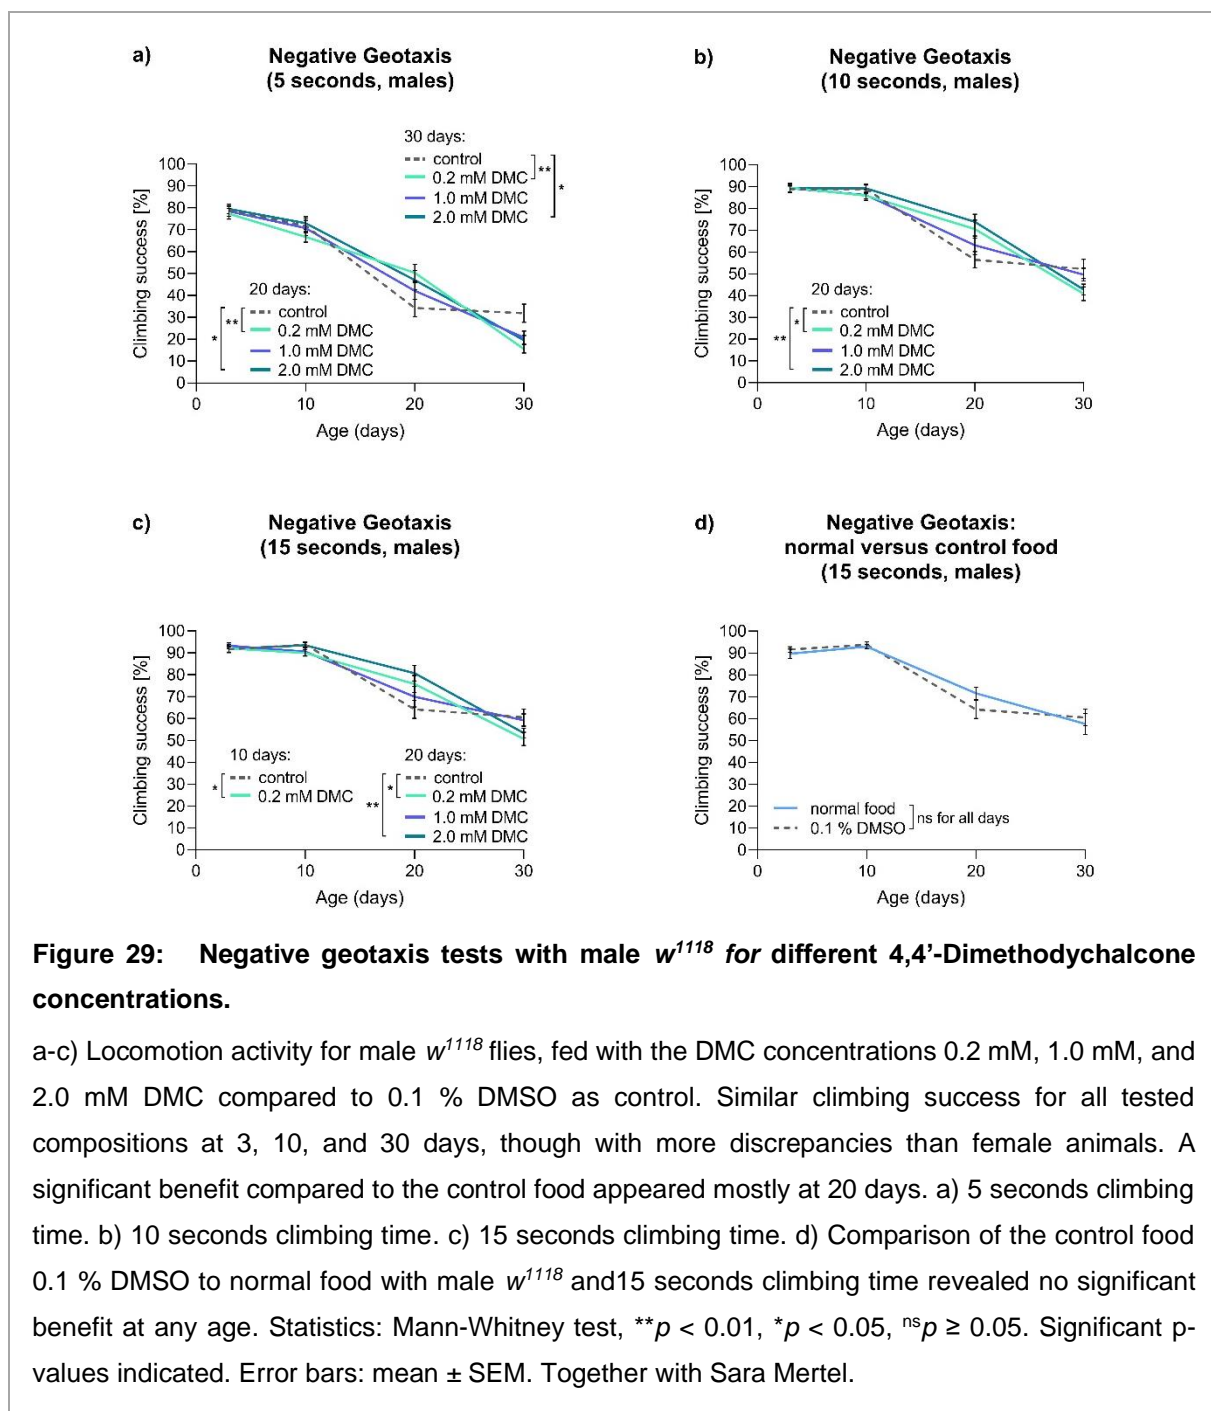 a)
Negative Geotaxis
(5 seconds, males)
30 days:
control
0.2 mM DMC
1.0 mM DMC
2.0 mM DMC
**
*
Climbing success [%]
100
90
80
70
60
50
40
30
20
10
0
20 days:
control
0.2 mM DMC
1.0 mM DMC
2.0 mM DMC
**
*
0 10 20 30
Age (days)
b)
Negative Geotaxis
(10 seconds, males)
Climbing success [%]
100
90
80
70
60
50
40
30
20
10
0
20 days:
control
0.2 mM DMC
1.0 mM DMC
2.0 mM DMC
*
**
0 10 20 30
Age (days)
c)
Negative Geotaxis
(15 seconds, males)
Climbing success [%]
100
90
80
70
60
50
40
30
20
10
0
10 days:
control
0.2 mM DMC
*
20 days:
control
0.2 mM DMC
1.0 mM DMC
2.0 mM DMC
*
**
0 10 20 30
Age (days)
d)
Negative Geotaxis:
normal versus control food
(15 seconds, males)
Climbing success [%]
100
90
80
70
60
50
40
30
20
10
0
normal food
0.1 % DMSO
ns for all days
0 10 20 30
Age (days)
Figure 29: Negative geotaxis tests with male w1118 for different 4,4’-Dimethodychalcone
concentrations.
a-c) Locomotion activity for male w1118 flies, fed with the DMC concentrations 0.2 mM, 1.0 mM, and
2.0 mM DMC compared to 0.1 % DMSO as control. Similar climbing success for all tested
compositions at 3, 10, and 30 days, though with more discrepancies than female animals. A
significant benefit compared to the control food appeared mostly at 20 days. a) 5 seconds climbing
time. b) 10 seconds climbing time. c) 15 seconds climbing time. d) Comparison of the control food
0.1 % DMSO to normal food with male w1118 and15 seconds climbing time revealed no significant
benefit at any age. Statistics: Mann-Whitney test, **p < 0.01, *p < 0.05, nsp ≥ 0.05. Significant p-
values indicated. Error bars: mean ± SEM. Together with Sara Mertel.